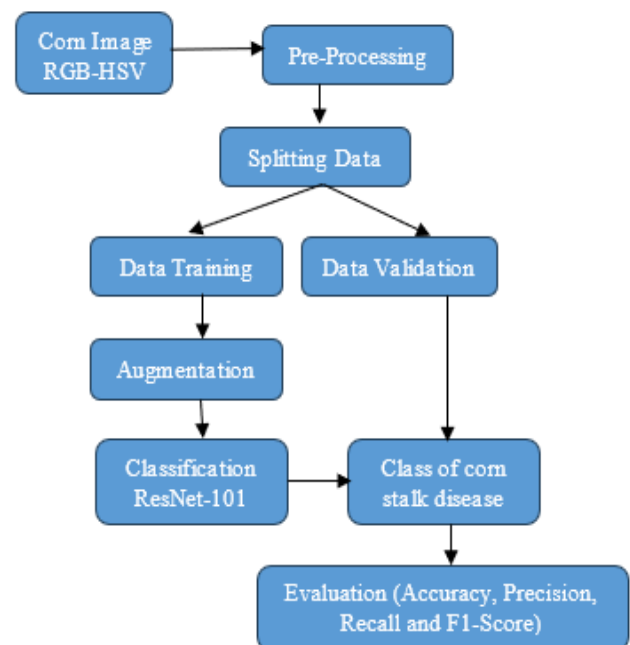 Corn Image
RGB-HSV
Pre-Processing
Splitting Data
Data Training
Data Validation
Augmentation
Classification
ResNet-101
Class of corn
stalk disease
Evaluation (Accuracy, Precision,
Recall and F1-Score)